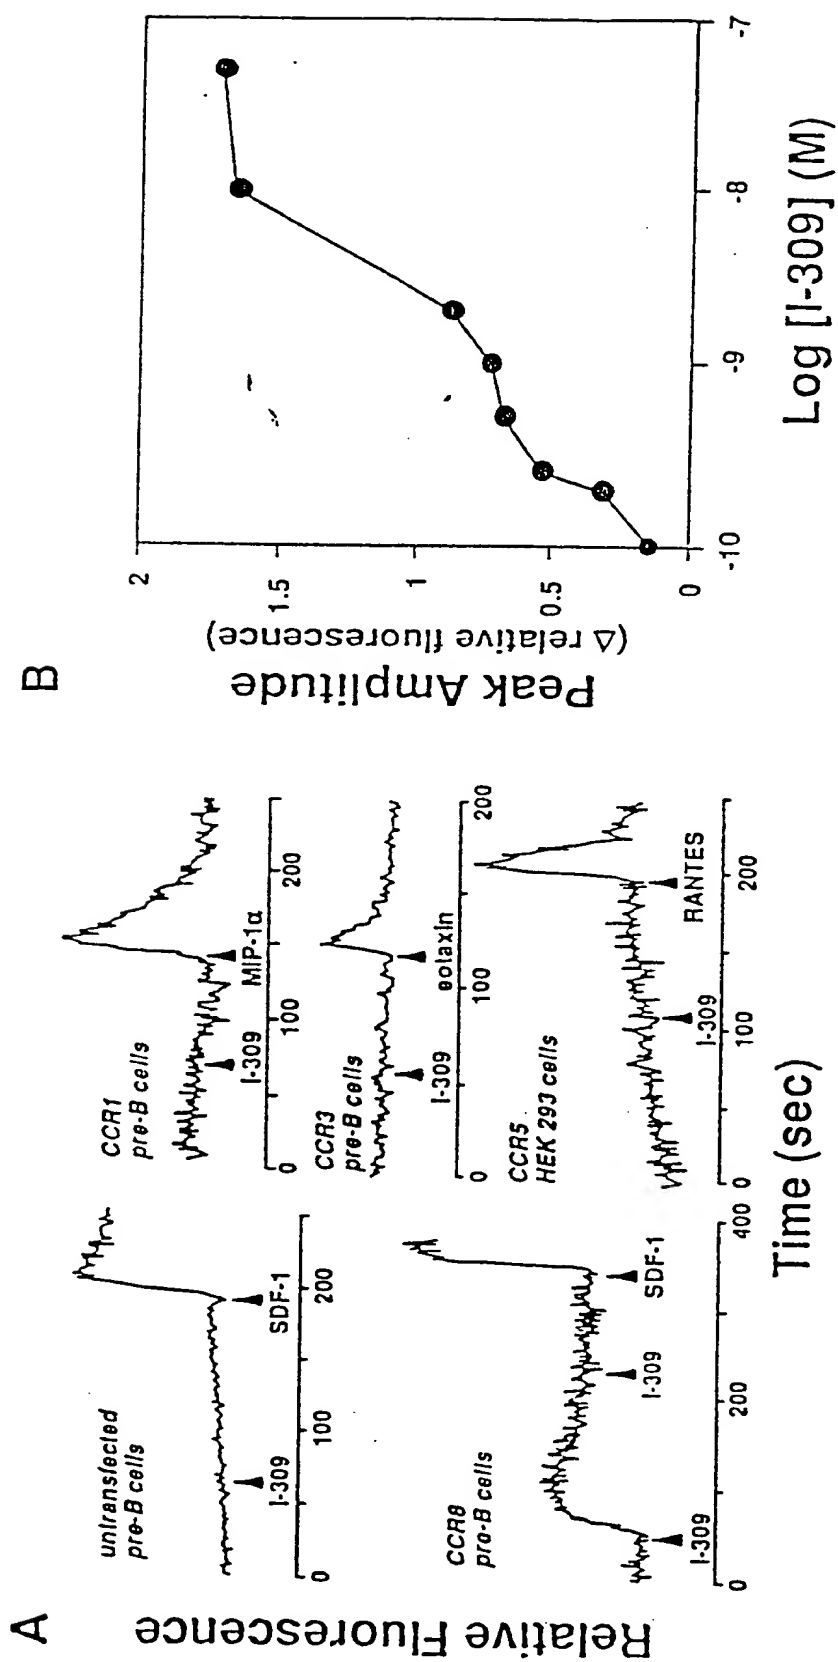 A
Relative Fluorescence
untransfected
pre-B cells
I-309
SDF-1
0
100
200
CCR1
pre-B cells
I-309
MIP-1α
0
100
200
CCR3
pre-B cells
I-309
eotaxin
0
100
200
CCR8
pre-B cells
I-309
I-309
SDF-1
0
200
400
CCR5
HEK 293 cells
I-309
RANTES
0
100
200
Time (sec)
B
Peak Amplitude
(Δ relative fluorescence)
2
1.5
1
0.5
0
-10
-9
-8
-7
Log [I-309] (M)